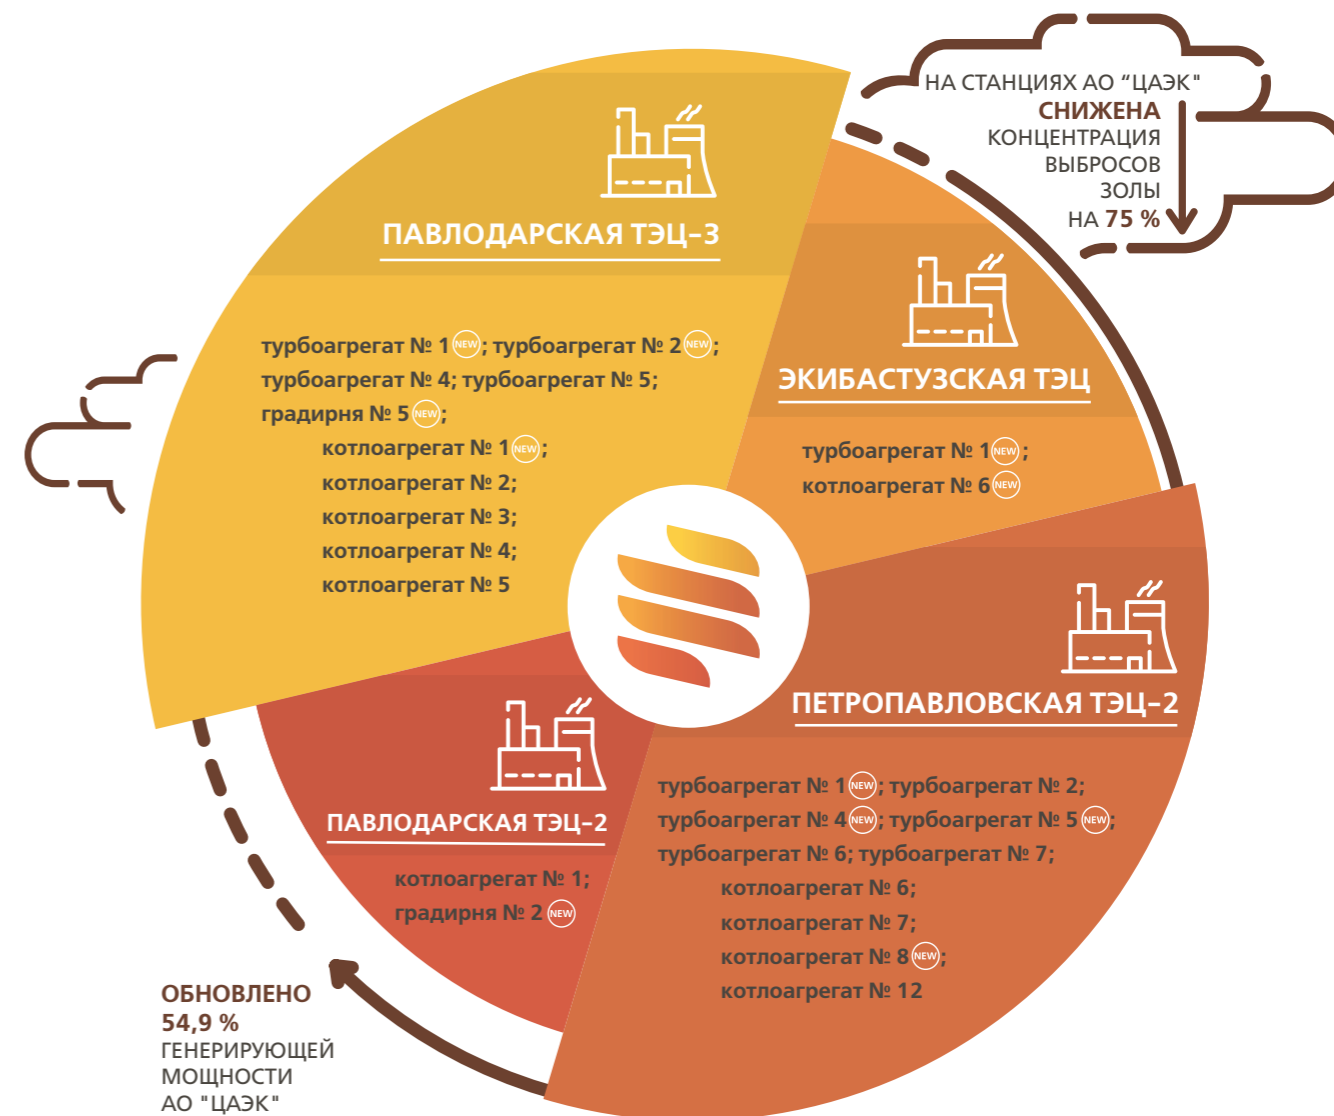 НА СТАНЦИЯХ АО “ЦАЭК"
СНИЖЕНА
КОНЦЕНТРАЦИЯ
ВЫБРОСОВ
ЗОЛЫ
НА 75 %
ПАВЛОДАРСКАЯ ТЭЦ-3
турбоагрегат № 1 NEW; турбоагрегат № 2 NEW;
турбоагрегат № 4; турбоагрегат № 5;
градирня № 5 NEW;
котлоагрегат № 1 NEW;
котлоагрегат № 2;
котлоагрегат № 3;
котлоагрегат № 4;
котлоагрегат № 5
ЭКИБАСТУЗСКАЯ ТЭЦ
турбоагрегат № 1 NEW;
котлоагрегат № 6 NEW
ПЕТРОПАВЛОВСКАЯ ТЭЦ-2
турбоагрегат № 1 NEW; турбоагрегат № 2;
турбоагрегат № 4 NEW; турбоагрегат № 5 NEW;
турбоагрегат № 6; турбоагрегат № 7;
котлоагрегат № 6;
котлоагрегат № 7;
котлоагрегат № 8 NEW;
котлоагрегат № 12
ПАВЛОДАРСКАЯ ТЭЦ-2
котлоагрегат № 1;
градирня № 2 NEW
ОБНОВЛЕНО
54,9 %
ГЕНЕРИРУЮЩЕЙ
МОЩНОСТИ
АО "ЦАЭК"